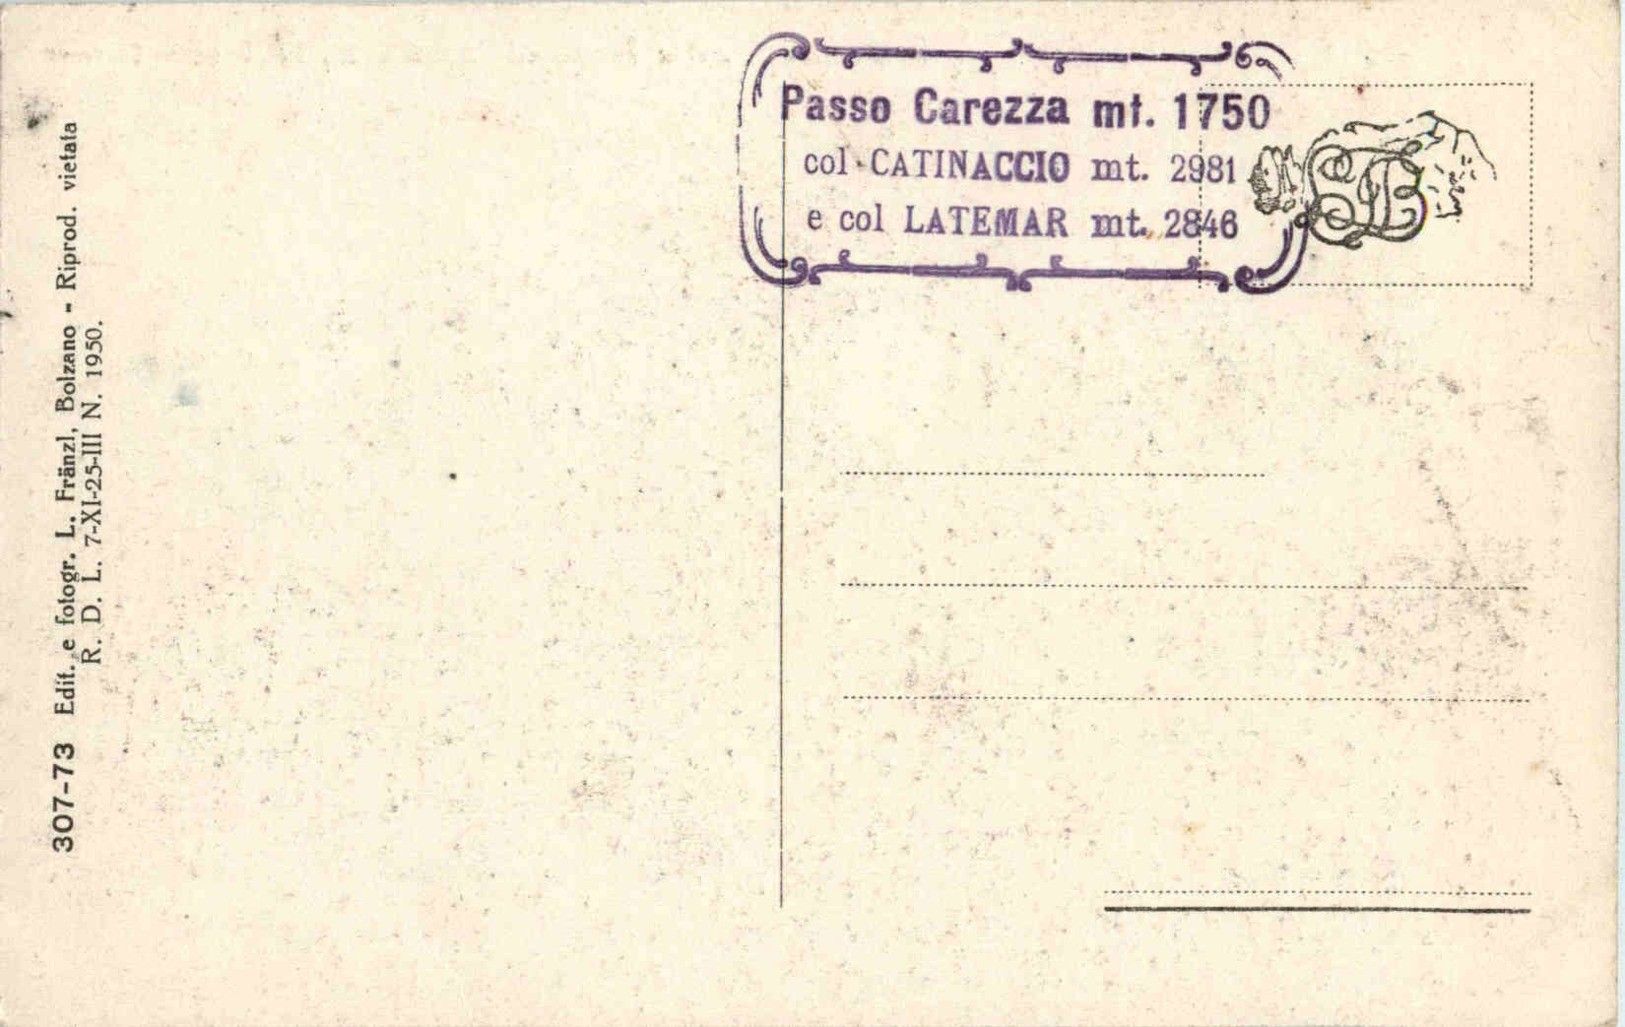 Passo Carezza mt. 1750
col CATINACCIO mt. 2981
e col LATEMAR mt. 2846
307-73 Edit. e fotogr. L. Fränzl, Bolzano - Riprod. vietata
R. D. L. 7-XI-25-III N. 1950.